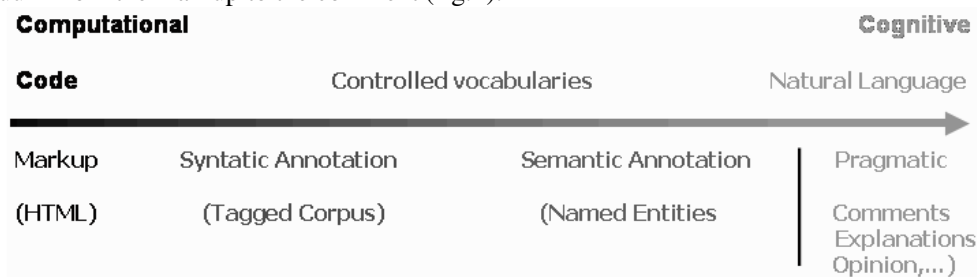 Computational Cognitive
Code Controlled vocabularies Natural Language
Markup Syntatic Annotation Semantic Annotation Pragmatic
(HTML) (Tagged Corpus) (Named Entities Comments
Explanations
Opinion,...)